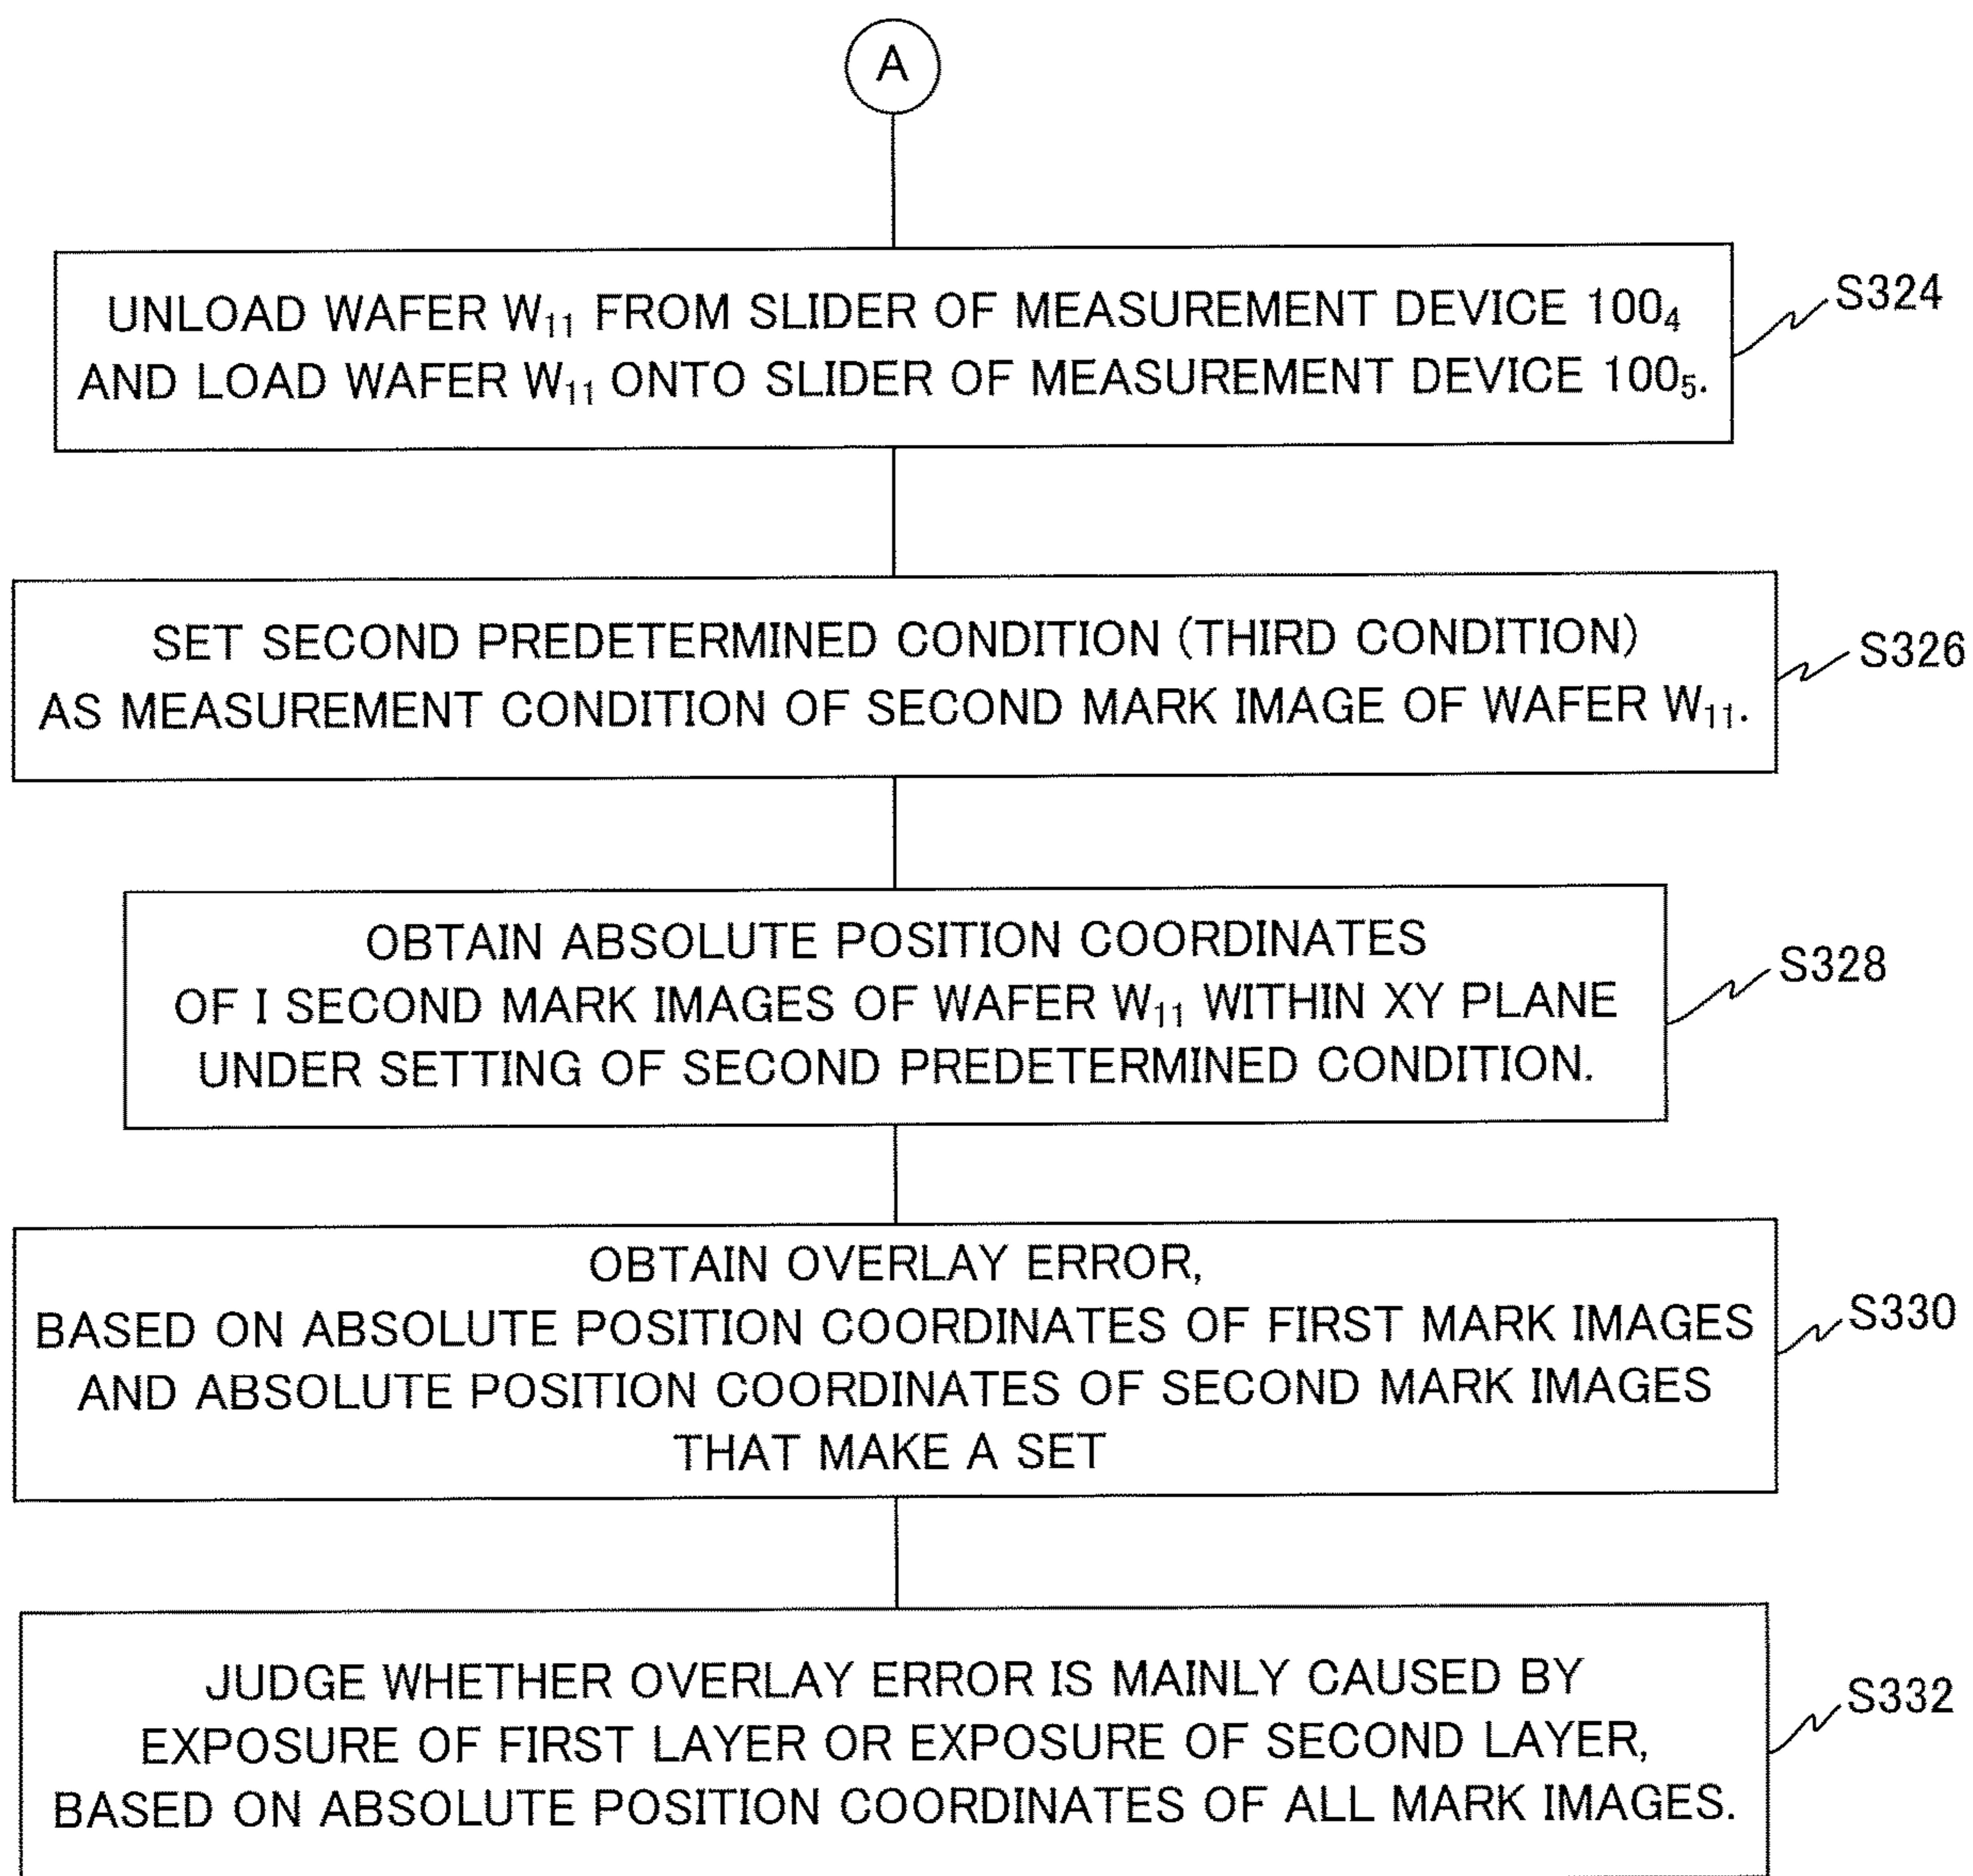 A
UNLOAD WAFER W₁₁ FROM SLIDER OF MEASUREMENT DEVICE 100₄
AND LOAD WAFER W₁₁ ONTO SLIDER OF MEASUREMENT DEVICE 100₅.
S324
SET SECOND PREDETERMINED CONDITION (THIRD CONDITION)
AS MEASUREMENT CONDITION OF SECOND MARK IMAGE OF WAFER W₁₁.
S326
OBTAIN ABSOLUTE POSITION COORDINATES
OF I SECOND MARK IMAGES OF WAFER W₁₁ WITHIN XY PLANE
UNDER SETTING OF SECOND PREDETERMINED CONDITION.
S328
OBTAIN OVERLAY ERROR,
BASED ON ABSOLUTE POSITION COORDINATES OF FIRST MARK IMAGES
AND ABSOLUTE POSITION COORDINATES OF SECOND MARK IMAGES
THAT MAKE A SET
S330
JUDGE WHETHER OVERLAY ERROR IS MAINLY CAUSED BY
EXPOSURE OF FIRST LAYER OR EXPOSURE OF SECOND LAYER,
BASED ON ABSOLUTE POSITION COORDINATES OF ALL MARK IMAGES.
S332